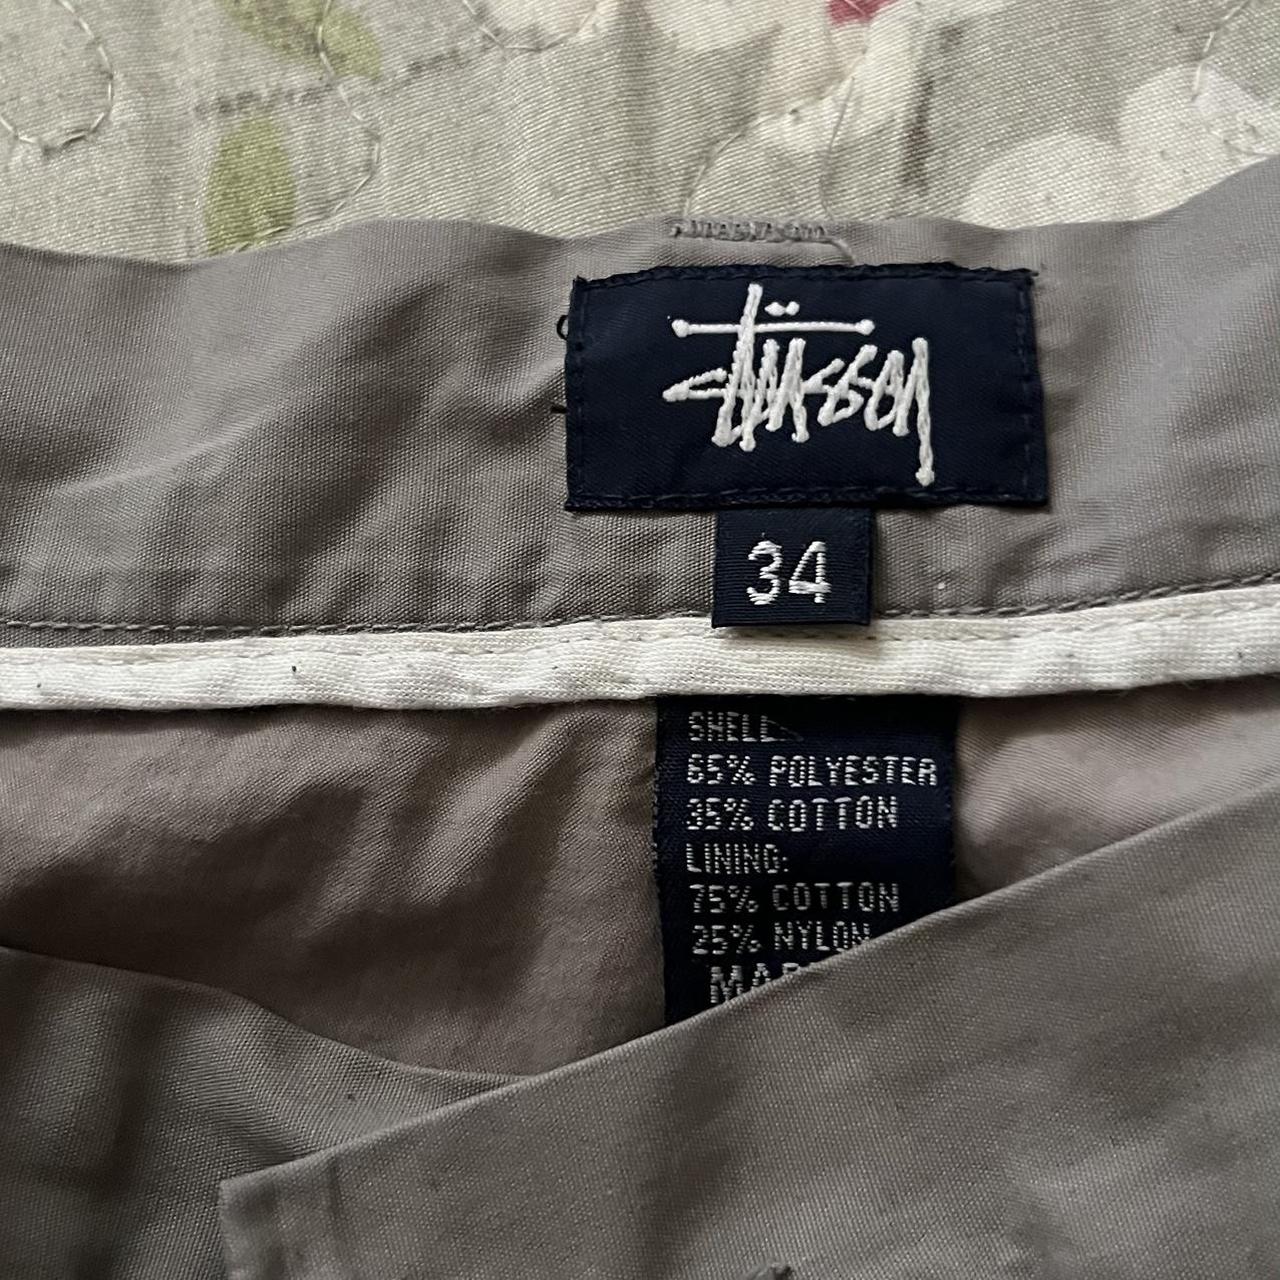 Stüssy
34
SHELL:
65% POLYESTER
35% COTTON
LINING:
75% COTTON
25% NYLON